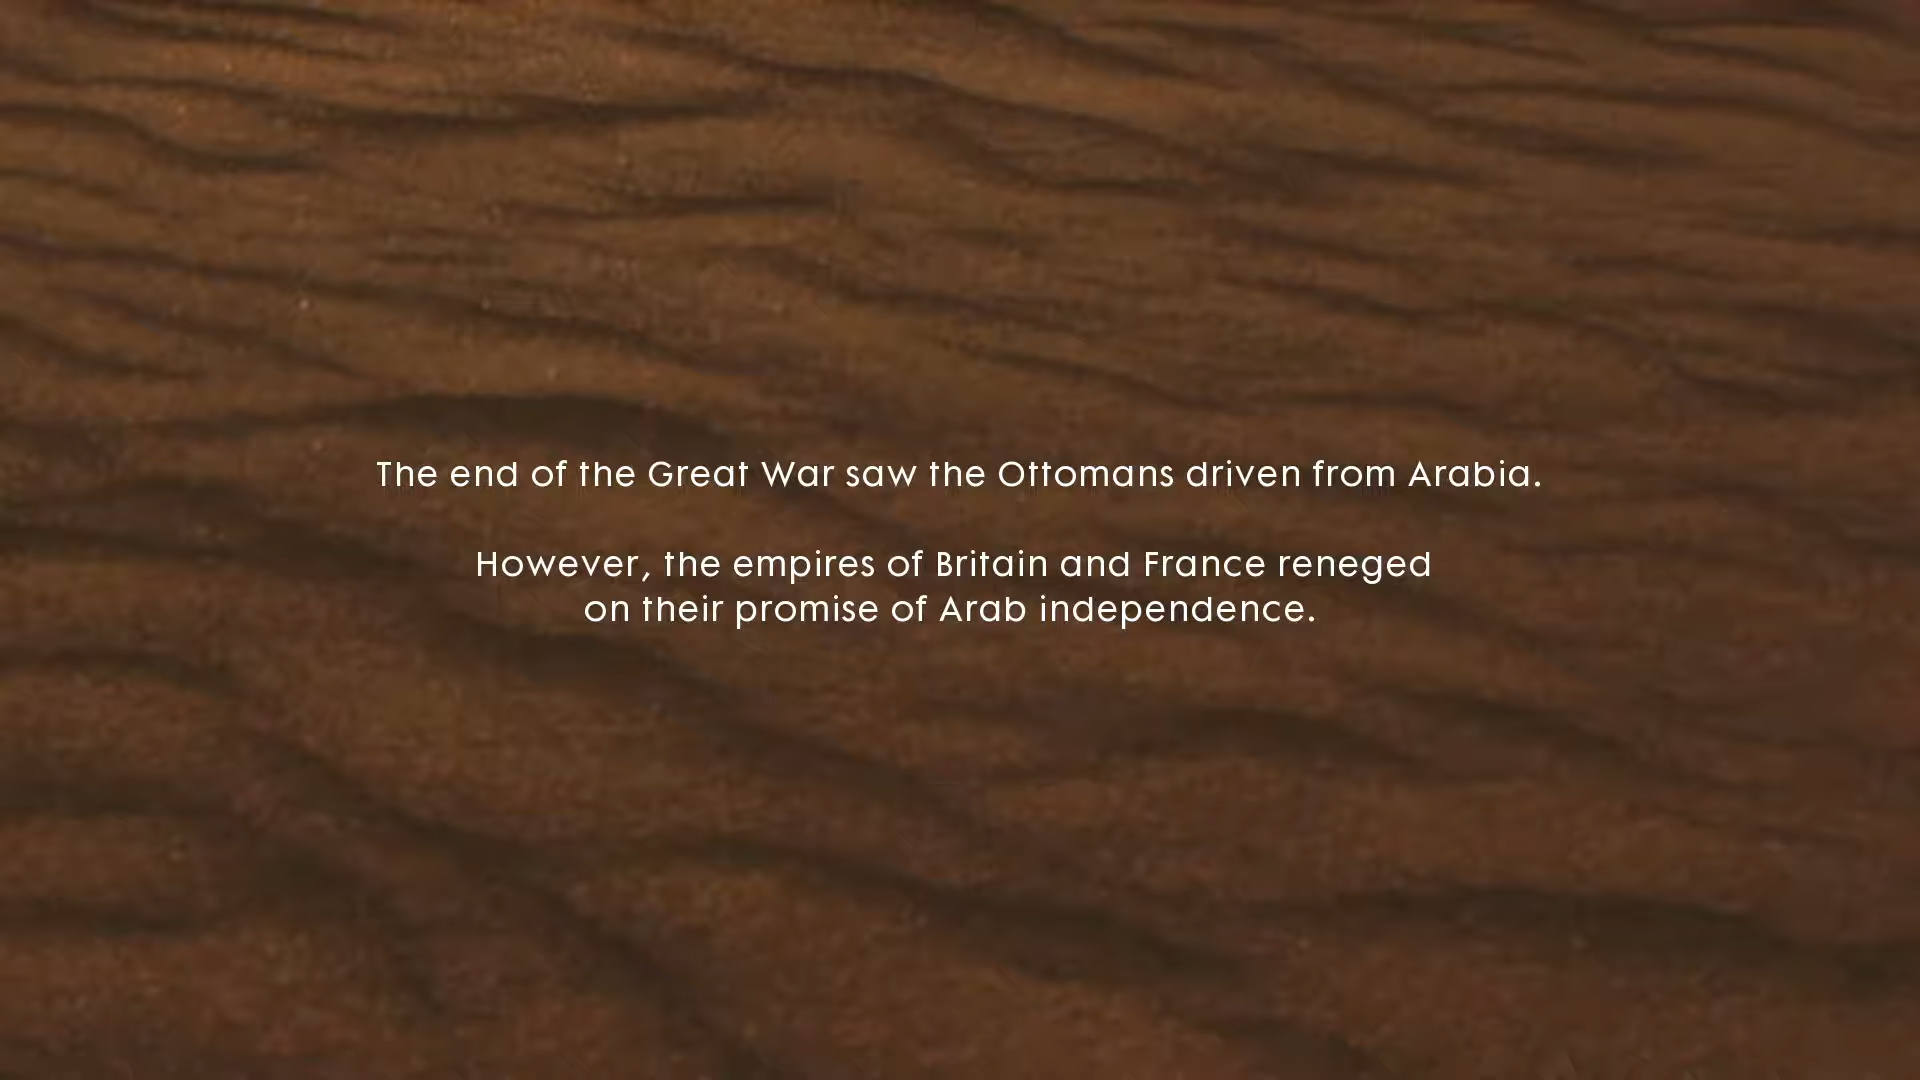 The end of the Great War saw the Ottomans driven from Arabia.
However, the empires of Britain and France reneged
on their promise of Arab independence.